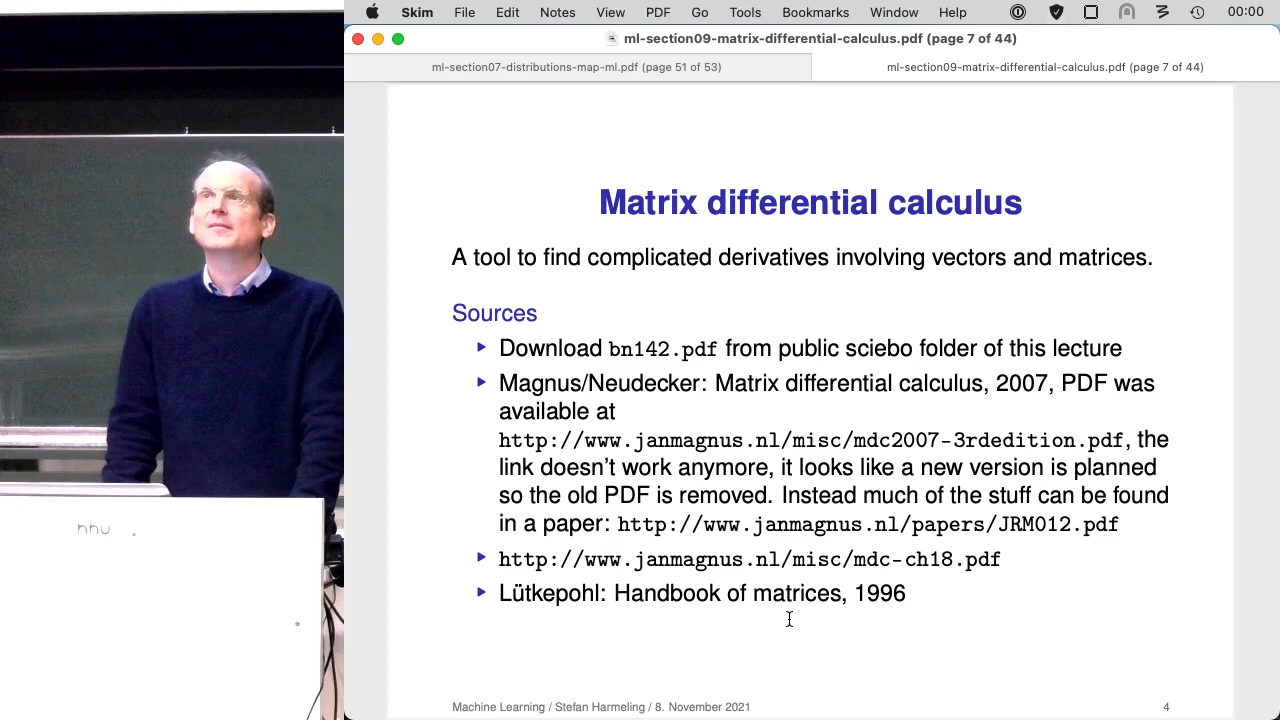 Skim File Edit Notes View PDF Go Tools Bookmarks Window Help 00:00
ml-section09-matrix-differential-calculus.pdf (page 7 of 44)
ml-section07-distributions-map-ml.pdf (page 51 of 53)
ml-section09-matrix-differential-calculus.pdf (page 7 of 44)
Matrix differential calculus
A tool to find complicated derivatives involving vectors and matrices.
Sources
Download bn142.pdf from public sciebo folder of this lecture
Magnus/Neudecker: Matrix differential calculus, 2007, PDF was
available at
http://www.janmagnus.nl/misc/mdc2007-3rdedition.pdf, the
link doesn't work anymore, it looks like a new version is planned
so the old PDF is removed. Instead much of the stuff can be found
in a paper: http://www.janmagnus.nl/papers/JRM012.pdf
http://www.janmagnus.nl/misc/mdc-ch18.pdf
Lütkepohl: Handbook of matrices, 1996
Machine Learning / Stefan Harmeling / 8. November 2021 4
hhu